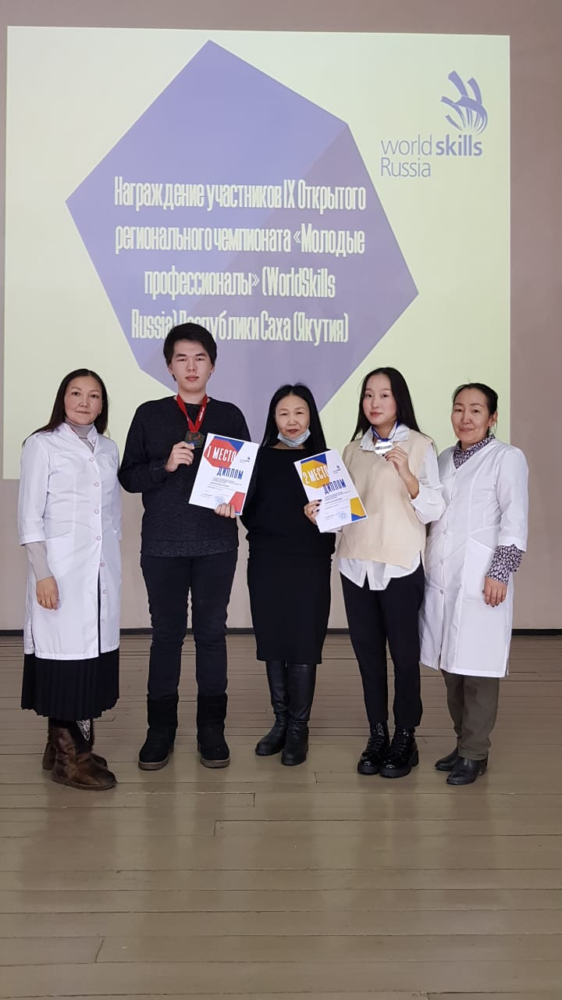 world skills
Russia
Награждение участников IX Открытого
регионального чемпионата «Молодые
профессионалы» (WorldSkills
Russia) Республики Саха (Якутия)
1 МЕСТО
ДИПЛОМ
2 МЕСТО
ДИПЛОМ